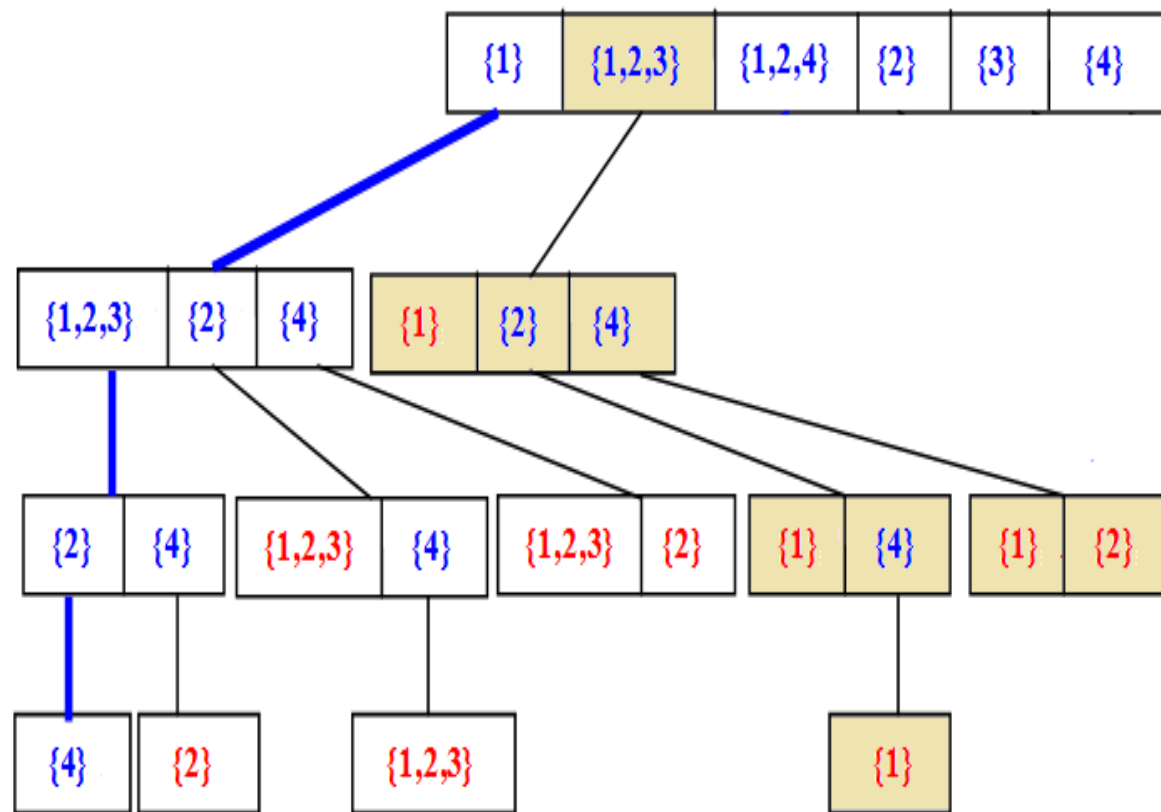 {1} {1,2,3} {1,2,4} {2} {3} {4}
{1,2,3} {2} {4} {1} {2} {4}
{2} {4} {1,2,3} {4} {1,2,3} {2} {1} {4} {1} {2}
{4} {2} {1,2,3} {1}